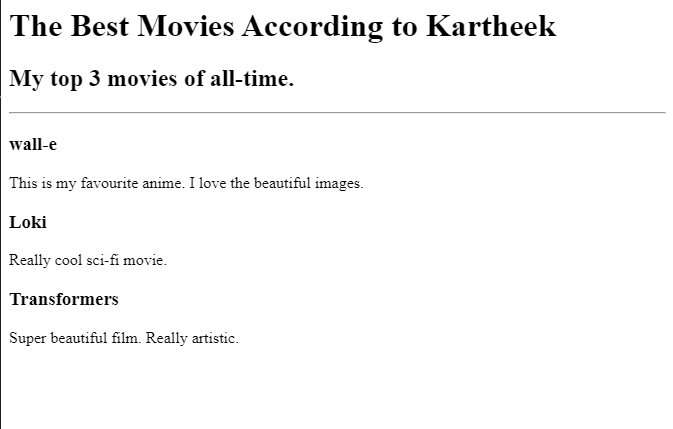 The Best Movies According to Kartheek
My top 3 movies of all-time.
wall-e
This is my favourite anime. I love the beautiful images.
Loki
Really cool sci-fi movie.
Transformers
Super beautiful film. Really artistic.